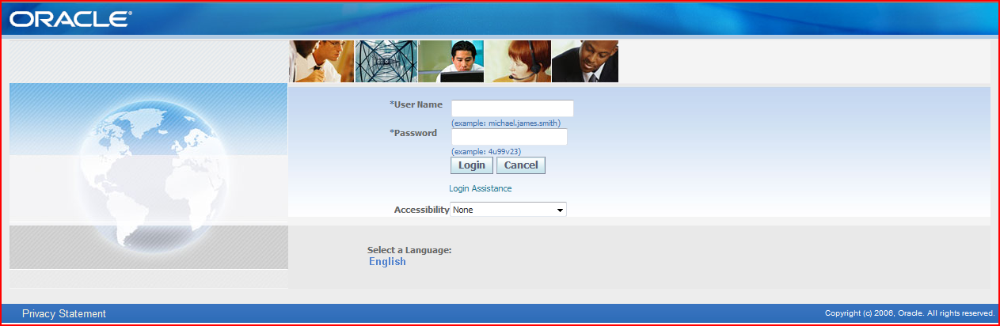 ORACLE®
*User Name
(example: michael.james.smith)
*Password
(example: 4u99v23)
Login Cancel
Login Assistance
Accessibility None
Select a Language:
English
Privacy Statement Copyright (c) 2006, Oracle. All rights reserved.